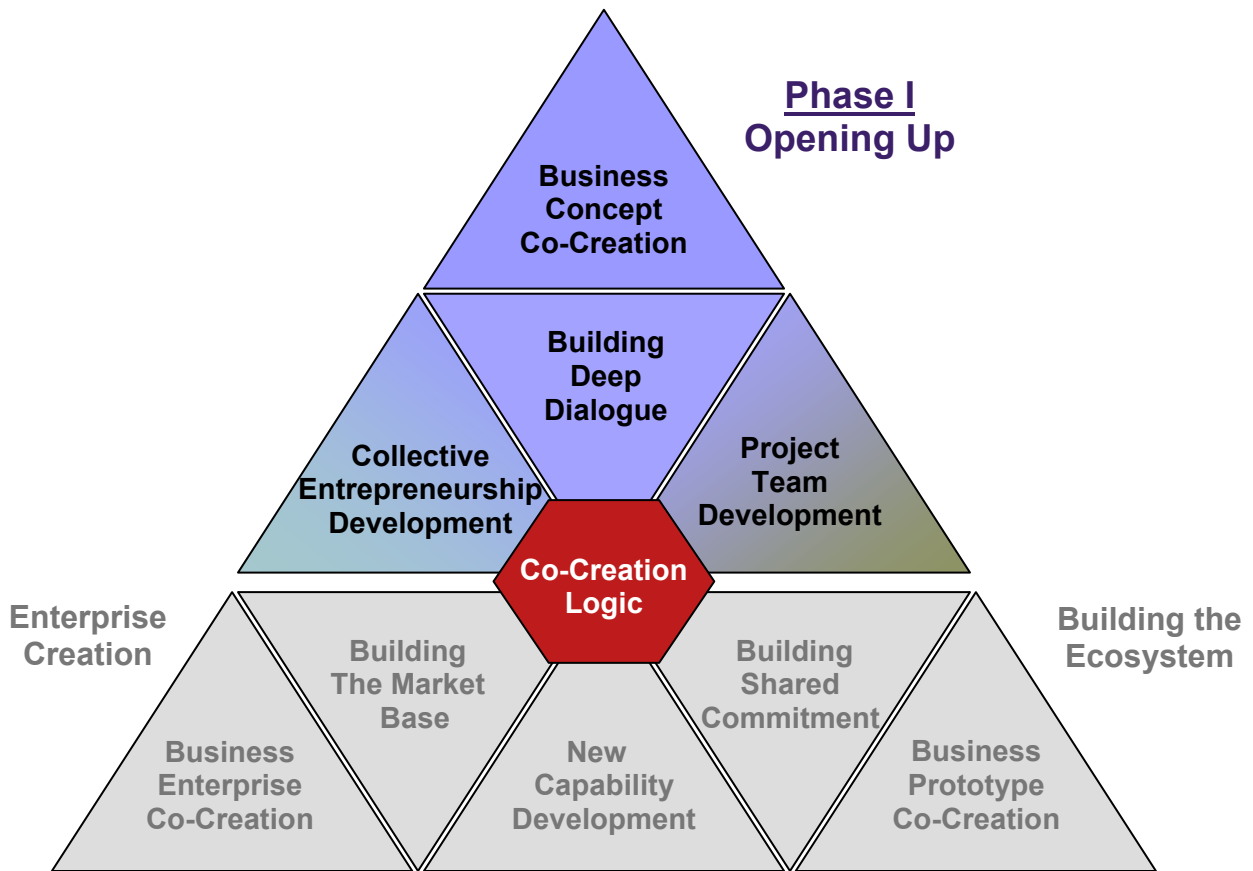 Phase I
Opening Up
Business
Concept
Co-Creation
Building
Deep
Dialogue
Collective
Entrepreneurship
Development
Project
Team
Development
Co-Creation
Logic
Enterprise
Creation
Building the
Ecosystem
Building
The Market
Base
Building
Shared
Commitment
Business
Enterprise
Co-Creation
New
Capability
Development
Business
Prototype
Co-Creation